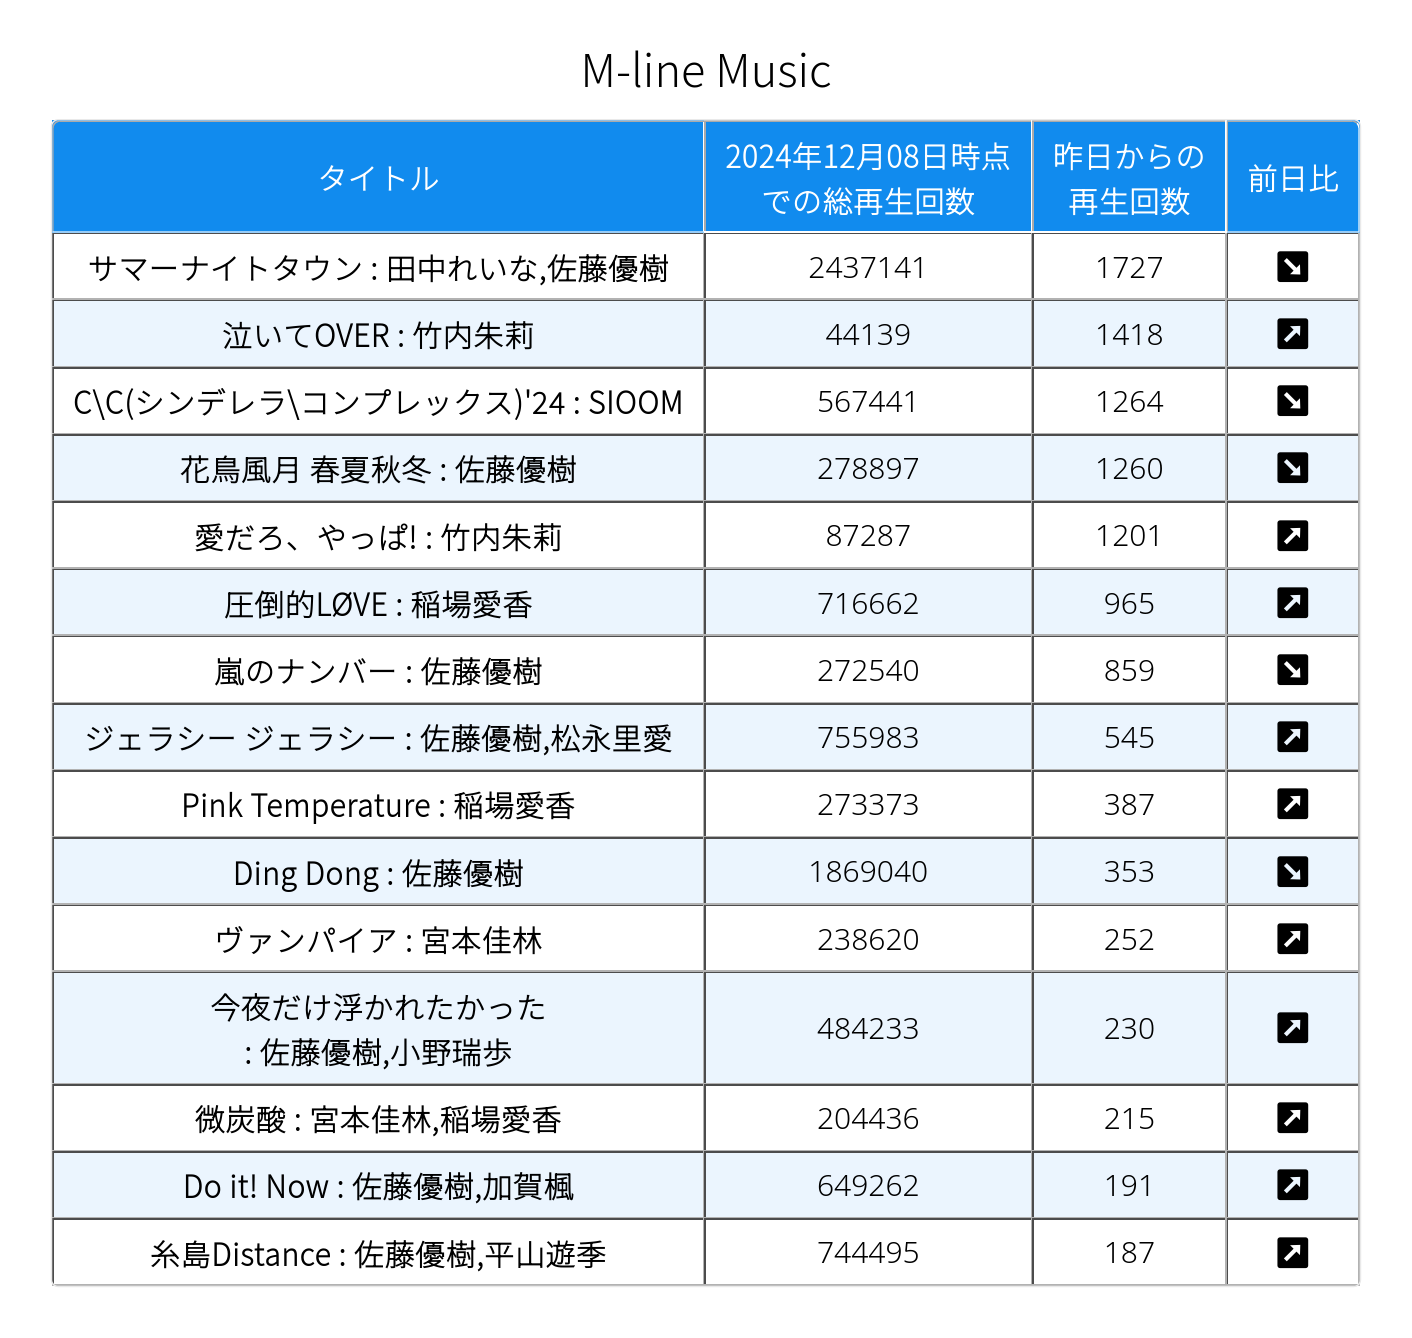 M-line Music
タイトル
2024年12月08日時点
での総再生回数
昨日からの
再生回数
前日比
サマーナイトタウン : 田中れいな,佐藤優樹 2437141 1727 ↘
泣いてOVER : 竹内朱莉 44139 1418 ↗
C\C(シンデレラ\コンプレックス)'24 : SIOOM 567441 1264 ↘
花鳥風月 春夏秋冬 : 佐藤優樹 278897 1260 ↘
愛だろ、やっぱ! : 竹内朱莉 87287 1201 ↗
圧倒的LØVE : 稲場愛香 716662 965 ↗
嵐のナンバー : 佐藤優樹 272540 859 ↘
ジェラシー ジェラシー : 佐藤優樹,松永里愛 755983 545 ↗
Pink Temperature : 稲場愛香 273373 387 ↗
Ding Dong : 佐藤優樹 1869040 353 ↘
ヴァンパイア : 宮本佳林 238620 252 ↗
今夜だけ浮かれたかった
: 佐藤優樹,小野瑞歩 484233 230 ↗
微炭酸 : 宮本佳林,稲場愛香 204436 215 ↗
Do it! Now : 佐藤優樹,加賀楓 649262 191 ↗
糸島Distance : 佐藤優樹,平山遊季 744495 187 ↗